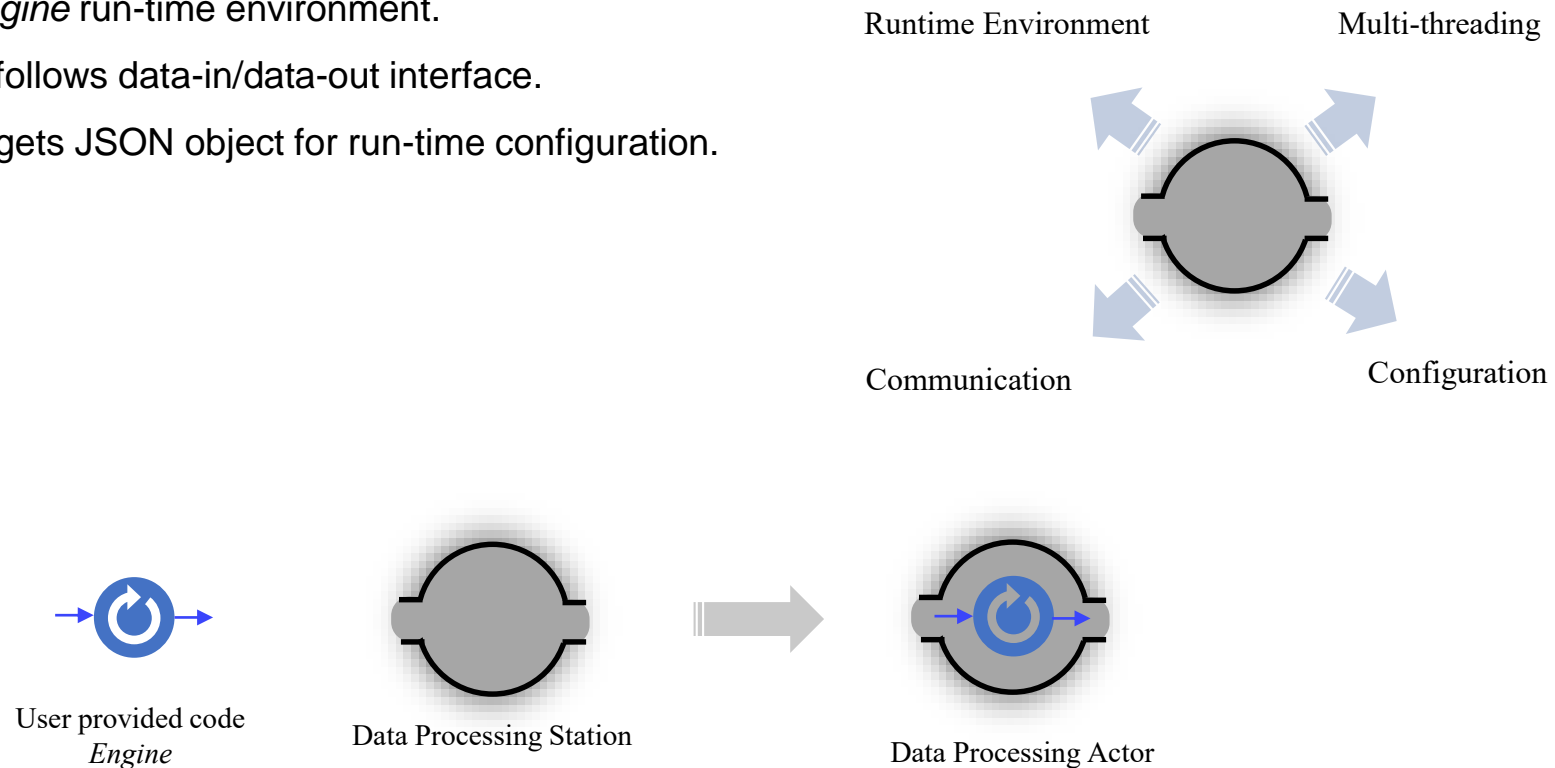 run-time environment.
follows data-in/data-out interface.
gets JSON object for run-time configuration.
Runtime Environment
Multi-threading
Communication
Configuration
User provided code
Engine
Data Processing Station
Data Processing Actor